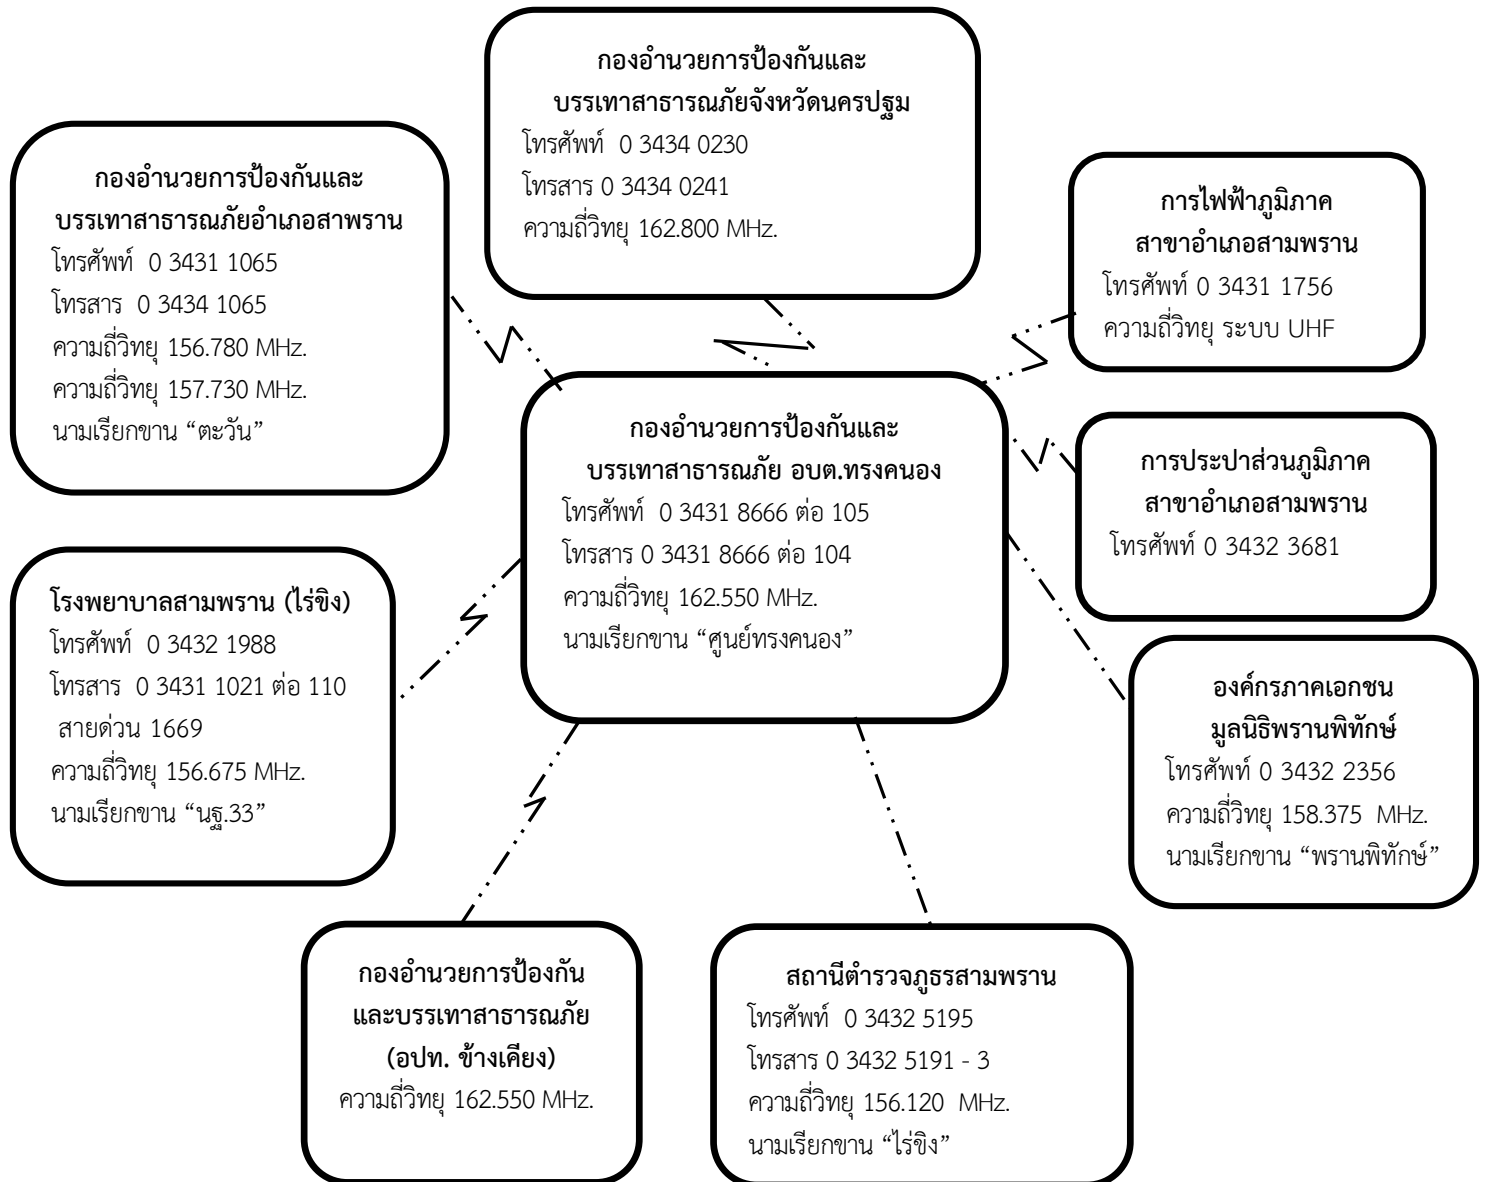 กองอำนวยการป้องกันและ
บรรเทาสาธารณภัยจังหวัดนครปฐม
โทรศัพท์  0 3434 0230
โทรสาร 0 3434 0241
ความถี่วิทยุ 162.800 MHz.
กองอำนวยการป้องกันและ
บรรเทาสาธารณภัยอำเภอสาพราน
โทรศัพท์  0 3431 1065
โทรสาร  0 3434 1065
ความถี่วิทยุ 156.780 MHz.
ความถี่วิทยุ 157.730 MHz.
นามเรียกขาน “ตะวัน”
การไฟฟ้าภูมิภาค
สาขาอำเภอสามพราน
โทรศัพท์ 0 3431 1756
ความถี่วิทยุ ระบบ UHF
กองอำนวยการป้องกันและ
บรรเทาสาธารณภัย อบต.ทรงคนอง
โทรศัพท์  0 3431 8666 ต่อ 105
โทรสาร 0 3431 8666 ต่อ 104
ความถี่วิทยุ 162.550 MHz.
นามเรียกขาน “ศูนย์ทรงคนอง”
การประปาส่วนภูมิภาค
สาขาอำเภอสามพราน
โทรศัพท์ 0 3432 3681
โรงพยาบาลสามพราน (ไร่ขิง)
โทรศัพท์  0 3432 1988
โทรสาร  0 3431 1021 ต่อ 110
สายด่วน 1669
ความถี่วิทยุ 156.675 MHz.
นามเรียกขาน “นฐ.33”
องค์กรภาคเอกชน
มูลนิธิพรานพิทักษ์
โทรศัพท์ 0 3432 2356
ความถี่วิทยุ 158.375  MHz.
นามเรียกขาน “พรานพิทักษ์”
กองอำนวยการป้องกัน
และบรรเทาสาธารณภัย
(อปท. ข้างเคียง)
ความถี่วิทยุ 162.550 MHz.
สถานีตำรวจภูธรสามพราน
โทรศัพท์  0 3432 5195
โทรสาร 0 3432 5191 - 3
ความถี่วิทยุ 156.120  MHz.
นามเรียกขาน “ไร่ขิง”